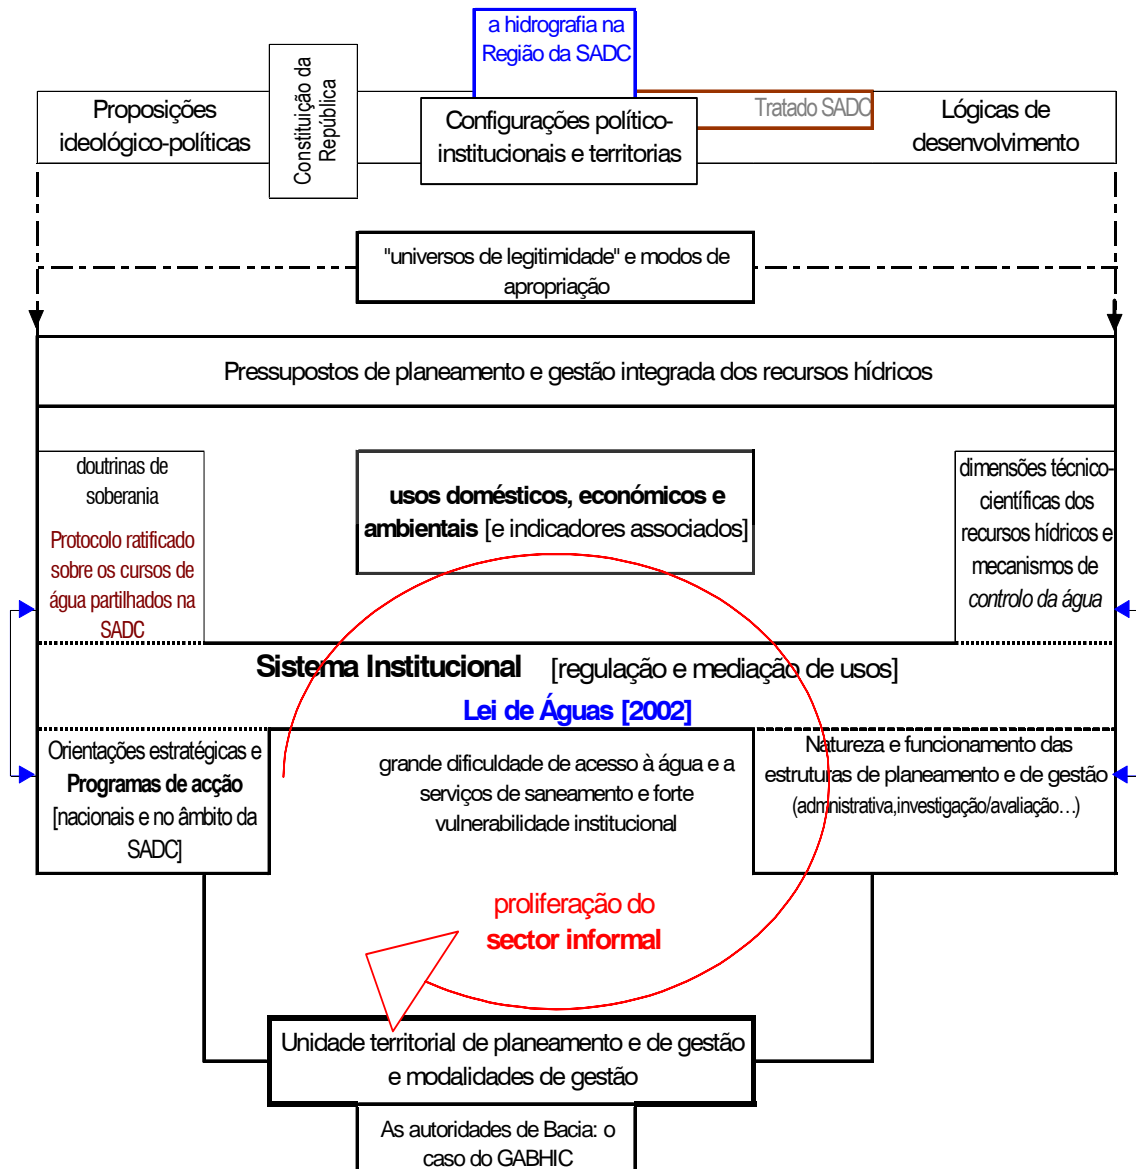 a hidrografia na
Região da SADC
Proposições
ideológico-políticas
Constituição da
República
Configurações político-
institucionais e territorias
Tratado SADC
Lógicas de
desenvolvimento
"universos de legitimidade" e modos de
apropriação
Pressupostos de planeamento e gestão integrada dos recursos hídricos
doutrinas de
soberania
Protocolo ratificado
sobre os cursos de
água partilhados na
SADC
usos domésticos, económicos e
ambientais [e indicadores associados]
dimensões técnico-
científicas dos
recursos hídricos e
mecanismos de
controlo da água
Sistema Institucional [regulação e mediação de usos]
Lei de Águas [2002]
Orientações estratégicas e
Programas de acção
[nacionais e no âmbito da
SADC]
grande dificuldade de acesso à água e a
serviços de saneamento e forte
vulnerabilidade institucional
Natureza e funcionamento das
estruturas de planeamento e de gestão
(admnistrativa,investigação/avaliação…)
proliferação do
sector informal
Unidade territorial de planeamento e de gestão
e modalidades de gestão
As autoridades de Bacia: o
caso do GABHIC